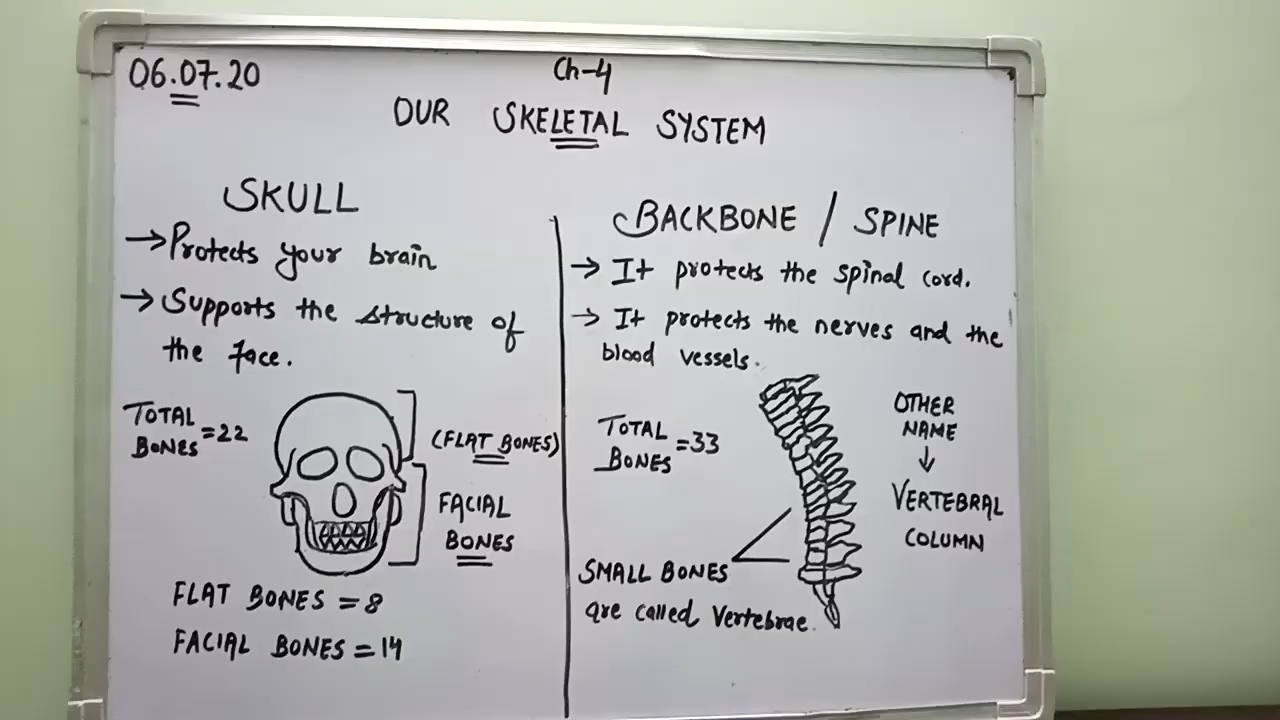 06.07.20
Ch-4
OUR SKELETAL SYSTEM
SKULL
→ Protects your brain
→ Supports the structure of
the face.
TOTAL
BONES =22
(FLAT BONES)
FACIAL
BONES
FLAT BONES = 8
FACIAL BONES = 14
BACKBONE / SPINE
→ It protects the spinal cord.
→ It protects the nerves and the
blood vessels.
TOTAL
BONES =33
OTHER
NAME
↓
VERTEBRAL
COLUMN
SMALL BONES
are called Vertebrae.